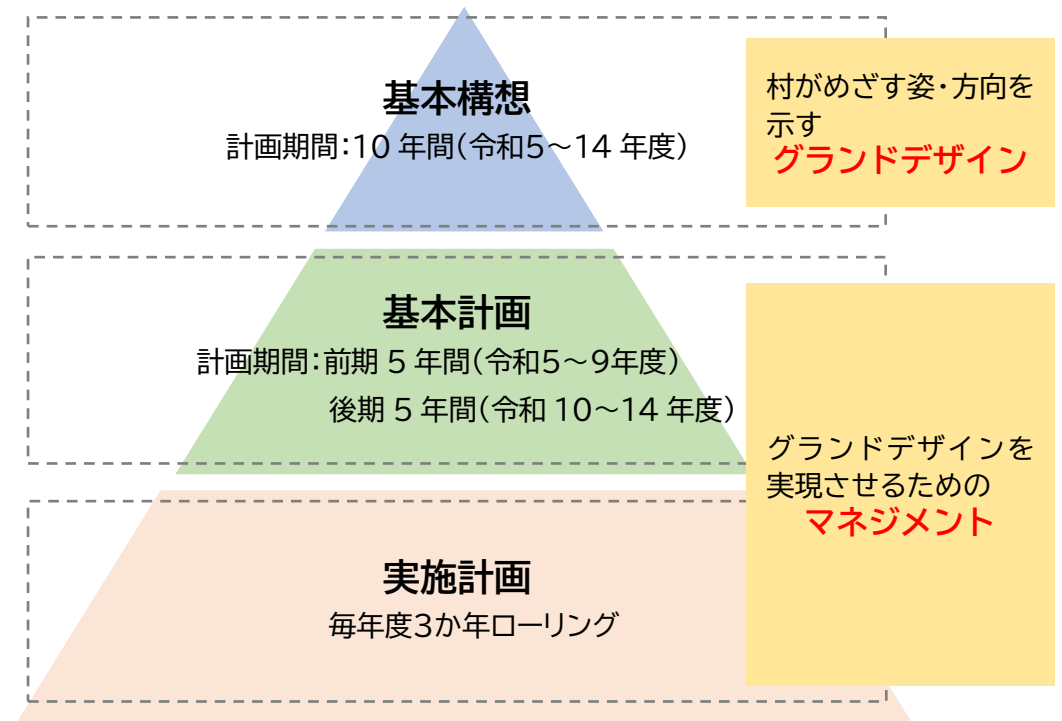 基本構想
計画期間：10 年間（令和5～14 年度）
村がめざす姿・方向を
示す
グランドデザイン
基本計画
計画期間：前期 5 年間（令和5～9年度）
後期 5 年間（令和 10～14 年度）
グランドデザインを
実現させるための
マネジメント
実施計画
毎年度3か年ローリング